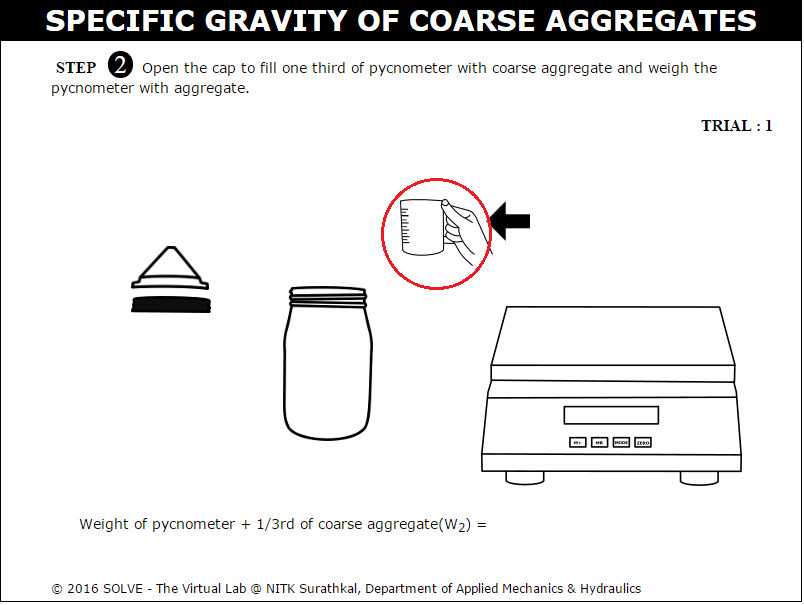 SPECIFIC GRAVITY OF COARSE AGGREGATES
STEP 2 Open the cap to fill one third of pycnometer with coarse aggregate and weigh the
pycnometer with aggregate.
TRIAL : 1
M+ MR MODE ZERO
Weight of pycnometer + 1/3rd of coarse aggregate(W2) =
© 2016 SOLVE - The Virtual Lab @ NITK Surathkal, Department of Applied Mechanics & Hydraulics